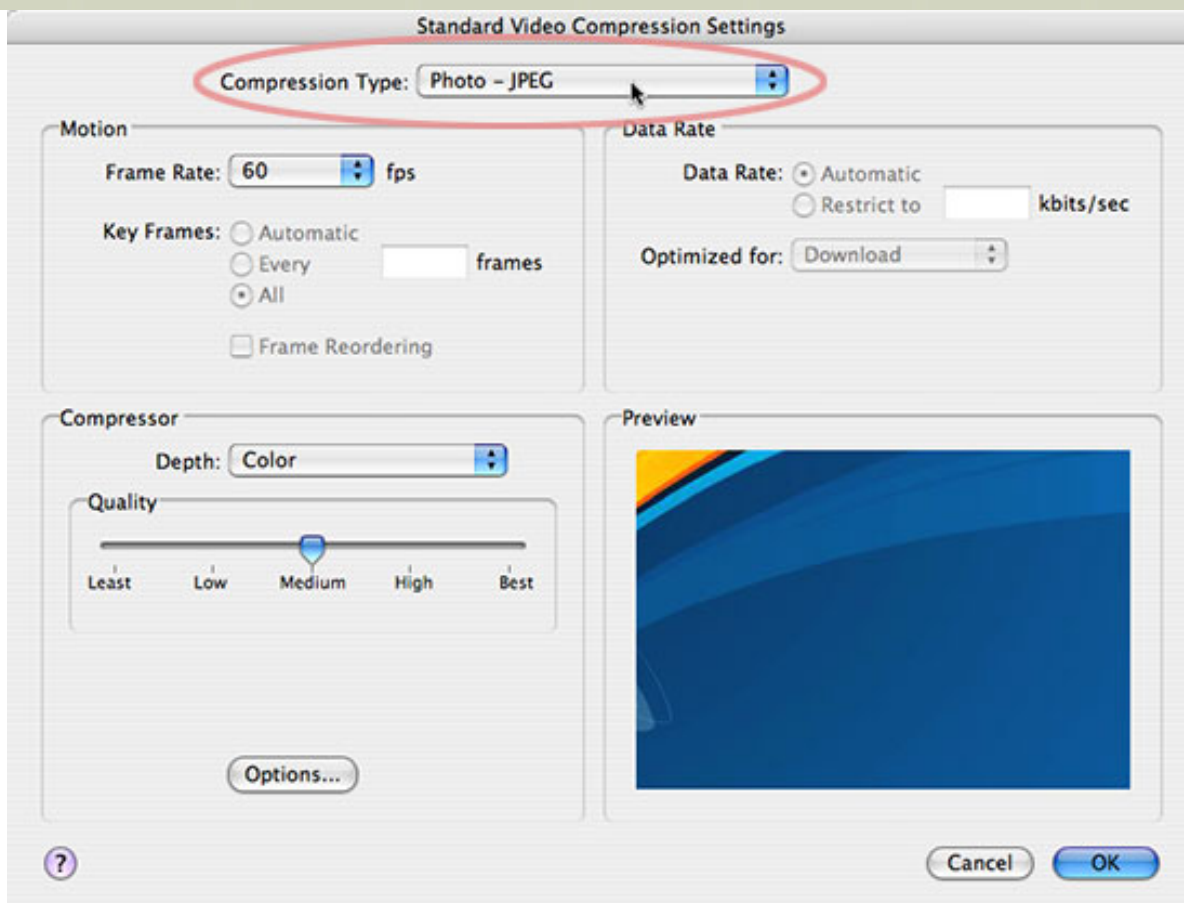 Standard Video Compression Settings
Compression Type: Photo – JPEG
Motion
Frame Rate: 60 fps
Key Frames: Automatic
Every frames
All
Frame Reordering
Data Rate
Data Rate: Automatic
Restrict to kbits/sec
Optimized for: Download
Compressor
Depth: Color
Quality
Least Low Medium High Best
Options...
Preview
?
Cancel OK